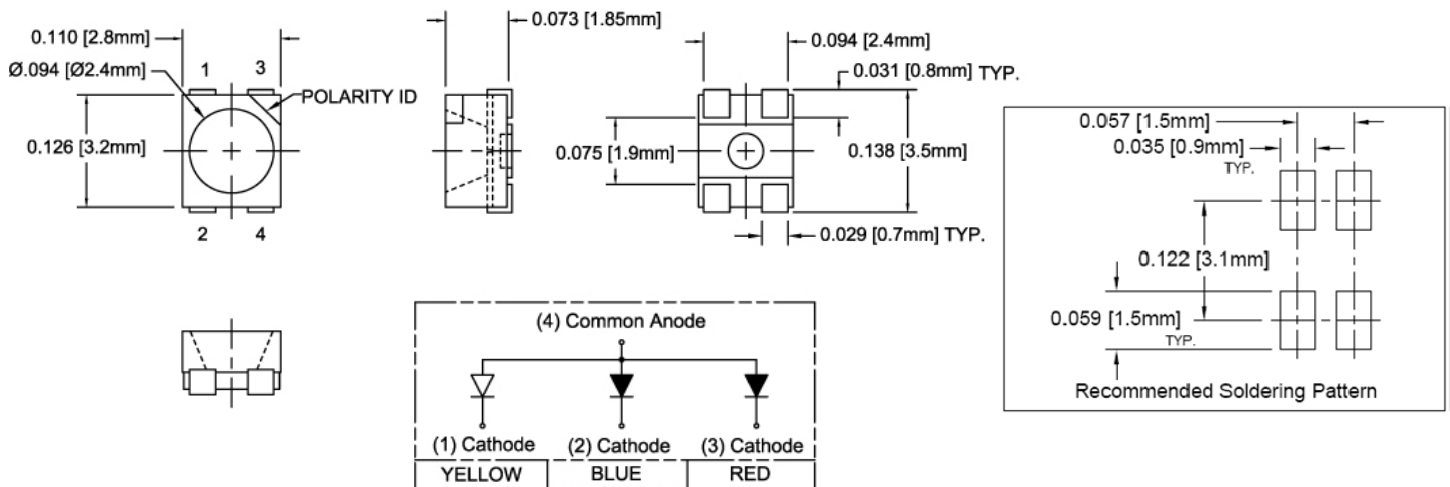 0.110 [2.8mm]
Ø.094 [Ø2.4mm]
1 3
POLARITY ID
0.126 [3.2mm]
2 4
0.073 [1.85mm]
0.094 [2.4mm]
0.031 [0.8mm] TYP.
0.075 [1.9mm]
0.138 [3.5mm]
0.029 [0.7mm] TYP.
(4) Common Anode
(1) Cathode (2) Cathode (3) Cathode
YELLOW BLUE RED
0.057 [1.5mm]
0.035 [0.9mm]
TYP.
0.122 [3.1mm]
0.059 [1.5mm]
TYP.
Recommended Soldering Pattern